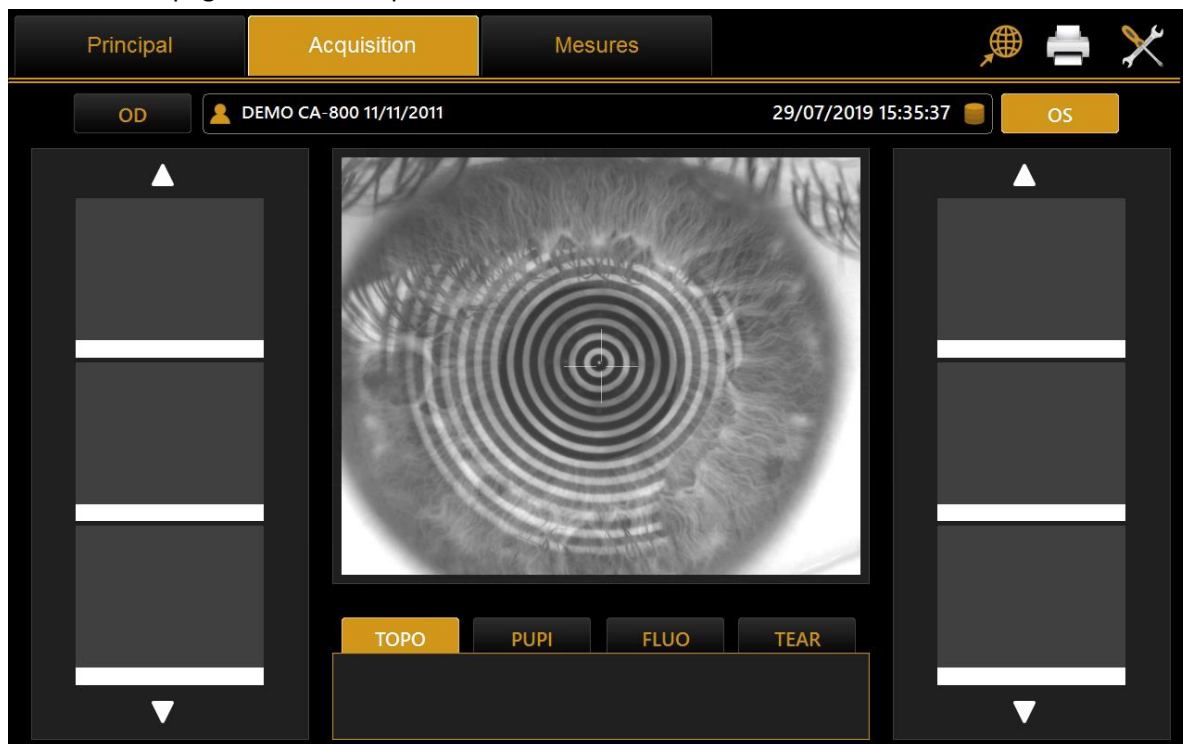 Principal Acquisition Mesures
OD DEMO CA-800 11/11/2011 29/07/2019 15:35:37 OS
TOPO PUPI FLUO TEAR